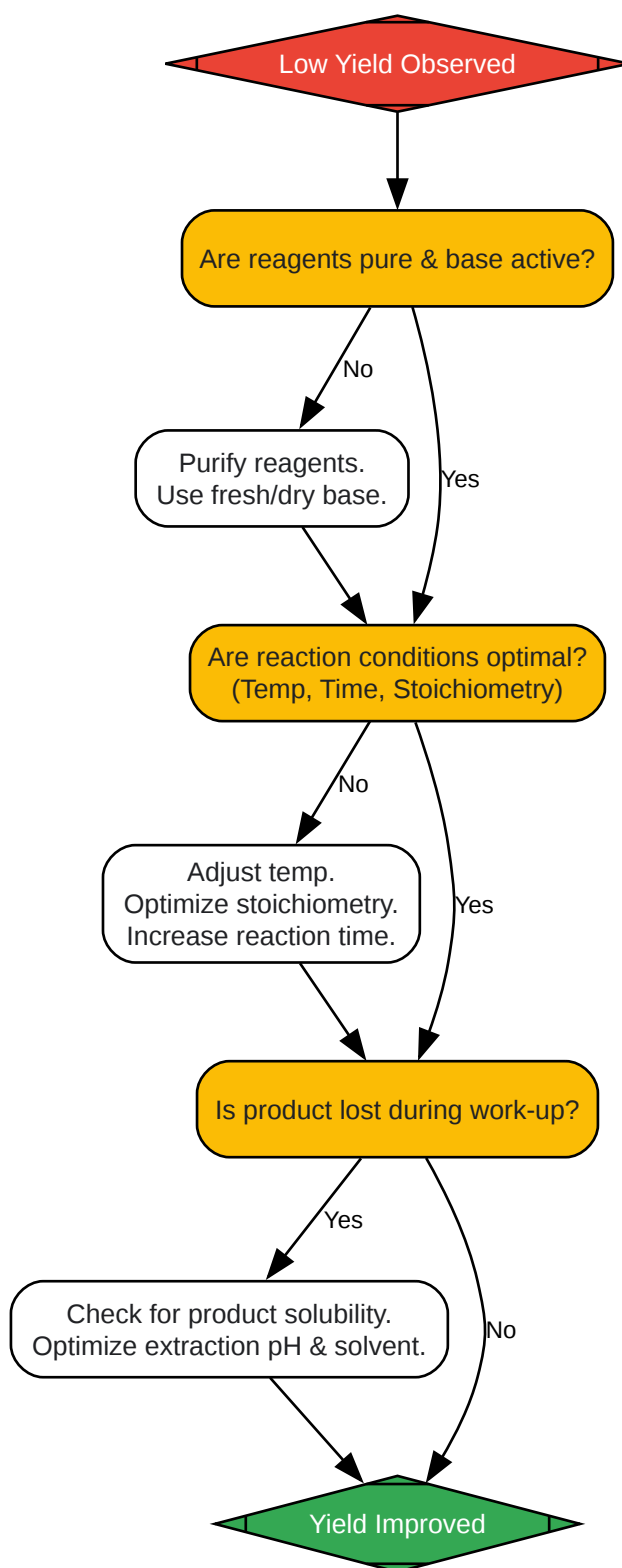 Low Yield Observed
Are reagents pure & base active?
No
Purify reagents.
Use fresh/dry base.
Yes
Are reaction conditions optimal?
(Temp, Time, Stoichiometry)
No
Adjust temp.
Optimize stoichiometry.
Increase reaction time.
Yes
Is product lost during work-up?
Yes
Check for product solubility.
Optimize extraction pH & solvent.
No
Yield Improved